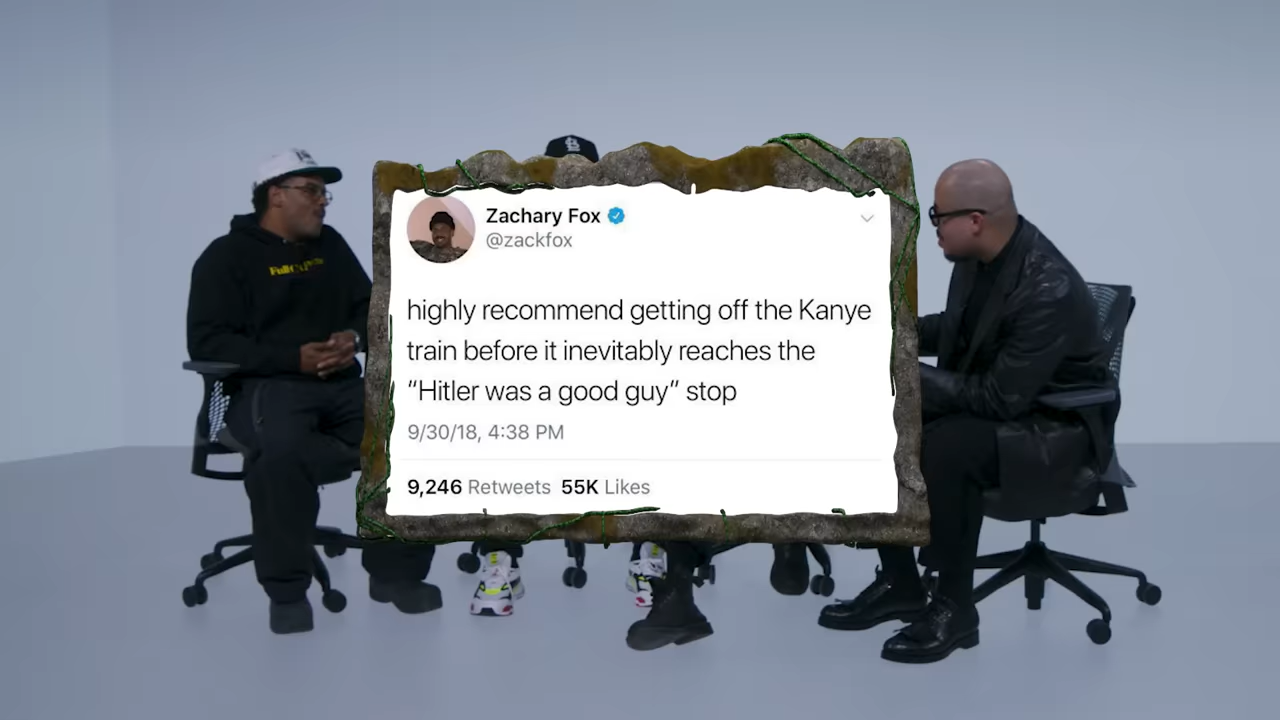 Zachary Fox
@zackfox
highly recommend getting off the Kanye
train before it inevitably reaches the
“Hitler was a good guy” stop
9/30/18, 4:38 PM
9,246 Retweets 55K Likes